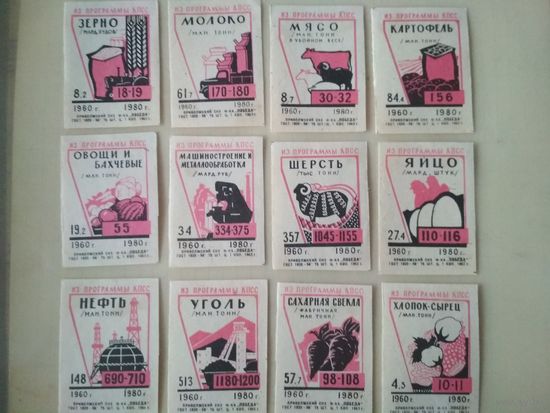 ИЗ ПРОГРАММЫ КПСС
ЗЕРНО
/МЛРД. ПУДОВ/
8.2
18-19
1960 г.
1980 г.
ИЗ ПРОГРАММЫ КПСС
МОЛОКО
/МЛН. ТОНН/
61.7
170-180
1960 г.
1980 г.
ИЗ ПРОГРАММЫ КПСС
МЯСО
/МЛН. ТОНН
В УБОЙНОМ ВЕСЕ/
8.7
30-32
1960 г.
1980 г.
ИЗ ПРОГРАММЫ КПСС
КАРТОФЕЛЬ
/МЛН. ТОНН/
84.4
156
1960 г.
1980 г.
ИЗ ПРОГРАММЫ КПСС
ОВОЩИ И
БАХЧЕВЫЕ
/МЛН. ТОНН/
19.2
55
1960 г.
1980 г.
ИЗ ПРОГРАММЫ КПСС
МАШИНОСТРОЕНИЕ И
МЕТАЛЛООБРАБОТКА
/МЛРД. РУБ/
34
334-375
1960 г.
1980 г.
ИЗ ПРОГРАММЫ КПСС
ШЕРСТЬ
/ТЫС ТОНН/
357
1045-1155
1960 г.
1980 г.
ИЗ ПРОГРАММЫ КПСС
ЯИЦО
/МЛРД. ШТУК/
27.4
110-116
1960 г.
1980 г.
ИЗ ПРОГРАММЫ КПСС
НЕФТЬ
/МЛН. ТОНН/
148
690-710
1960 г.
1980 г.
ИЗ ПРОГРАММЫ КПСС
УГОЛЬ
/МЛН. ТОНН/
513
1180-1200
1960 г.
1980 г.
ИЗ ПРОГРАММЫ КПСС
САХАРНАЯ СВЕКЛА
/ФАБРИЧНАЯ
МЛН. ТОНН/
57.7
98-108
1960 г.
1980 г.
ИЗ ПРОГРАММЫ КПСС
ХЛОПОК-СЫРЕЦ
/МЛН. ТОНН/
4.3
10-11
1960 г.
1980 г.